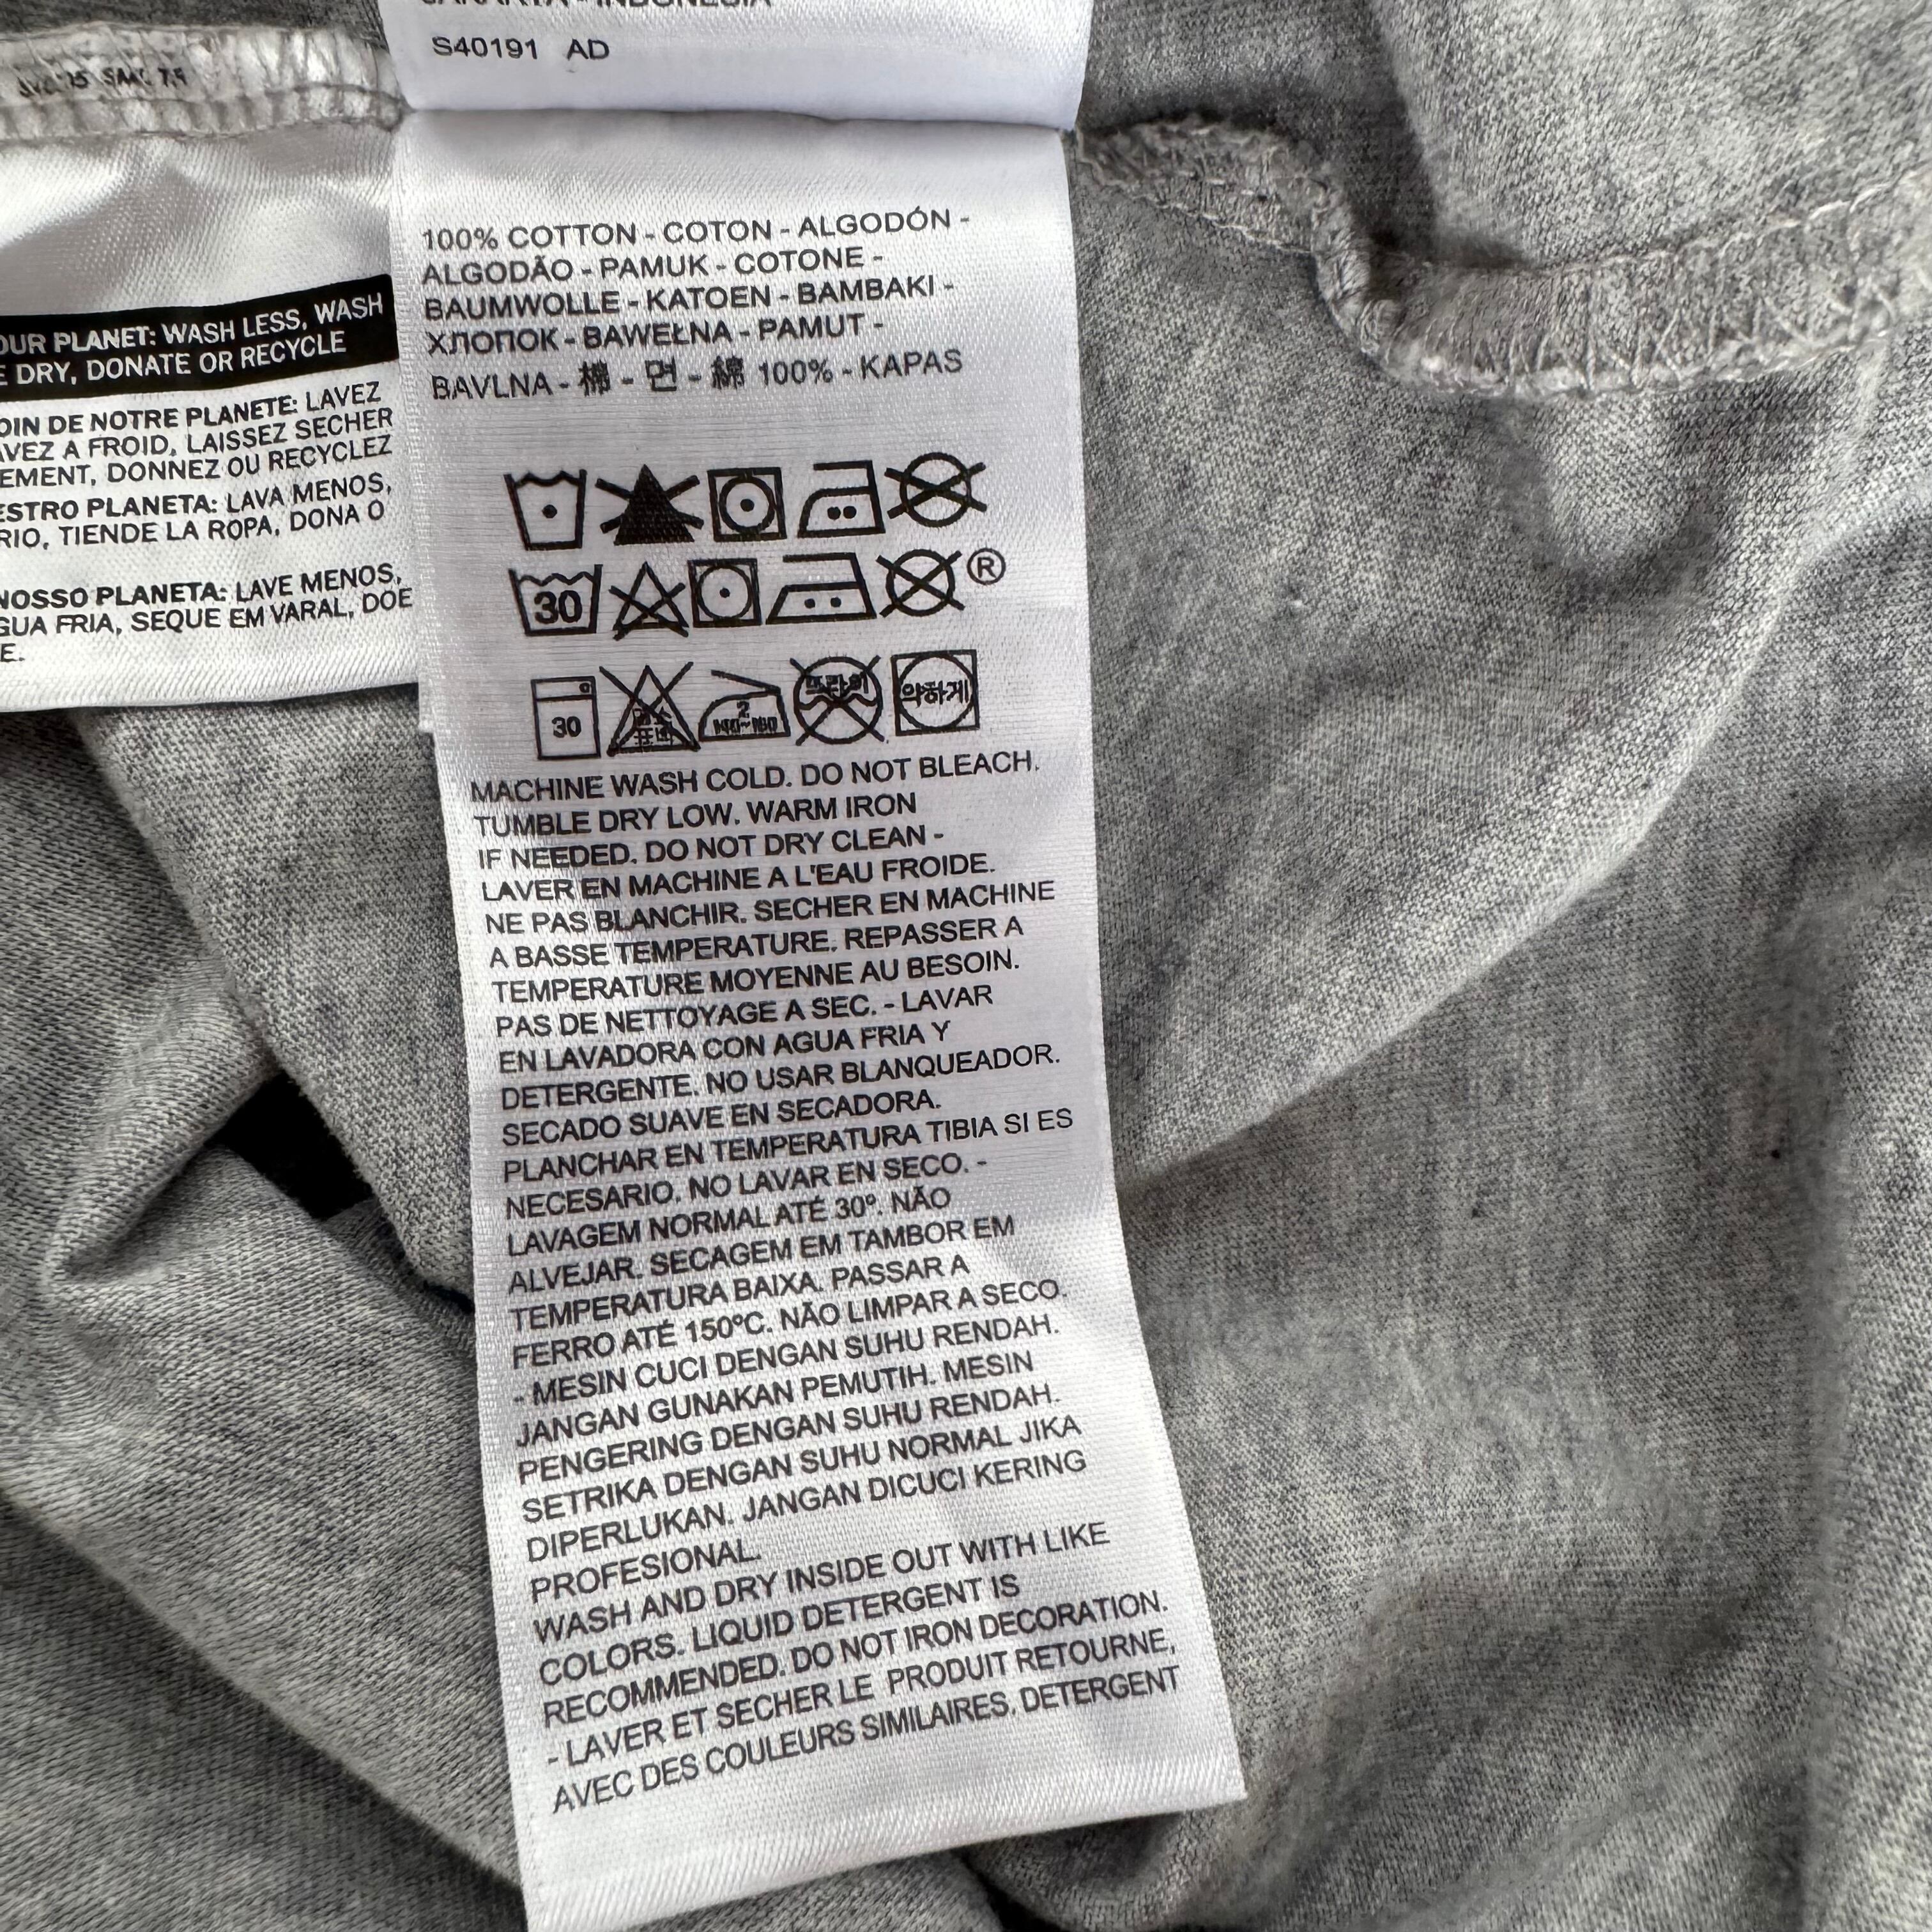 S40191 AD
OUR PLANET: WASH LESS, WASH
E DRY, DONATE OR RECYCLE
OIN DE NOTRE PLANETE: LAVEZ
AVEZ A FROID, LAISSEZ SECHER
EMENT, DONNEZ OU RECYCLEZ
ESTRO PLANETA: LAVA MENOS,
RIO, TIENDE LA ROPA, DONA O
NOSSO PLANETA: LAVE MENOS,
GUA FRIA, SEQUE EM VARAL, DOE
E.
100% COTTON - COTON - ALGODÓN -
ALGODÃO - PAMUK - COTONE -
BAUMWOLLE - KATOEN - BAMBAKI -
ХЛОПОК - BAWEŁNA - PAMUT -
BAVLNA - 棉 - 면 - 綿 100% - KAPAS
30 ®
30 2 드라이 약하게
MACHINE WASH COLD. DO NOT BLEACH.
TUMBLE DRY LOW. WARM IRON
IF NEEDED. DO NOT DRY CLEAN -
LAVER EN MACHINE A L'EAU FROIDE.
NE PAS BLANCHIR. SECHER EN MACHINE
A BASSE TEMPERATURE. REPASSER A
TEMPERATURE MOYENNE AU BESOIN.
PAS DE NETTOYAGE A SEC. - LAVAR
EN LAVADORA CON AGUA FRIA Y
DETERGENTE. NO USAR BLANQUEADOR.
SECADO SUAVE EN SECADORA.
PLANCHAR EN TEMPERATURA TIBIA SI ES
NECESARIO. NO LAVAR EN SECO. -
LAVAGEM NORMAL ATÉ 30º. NÃO
ALVEJAR. SECAGEM EM TAMBOR EM
TEMPERATURA BAIXA. PASSAR A
FERRO ATÉ 150ºC. NÃO LIMPAR A SECO.
- MESIN CUCI DENGAN SUHU RENDAH.
JANGAN GUNAKAN PEMUTIH. MESIN
PENGERING DENGAN SUHU RENDAH.
SETRIKA DENGAN SUHU NORMAL JIKA
DIPERLUKAN. JANGAN DICUCI KERING
PROFESIONAL.
WASH AND DRY INSIDE OUT WITH LIKE
COLORS. LIQUID DETERGENT IS
RECOMMENDED. DO NOT IRON DECORATION.
- LAVER ET SECHER LE PRODUIT RETOURNE,
AVEC DES COULEURS SIMILAIRES. DETERGENT